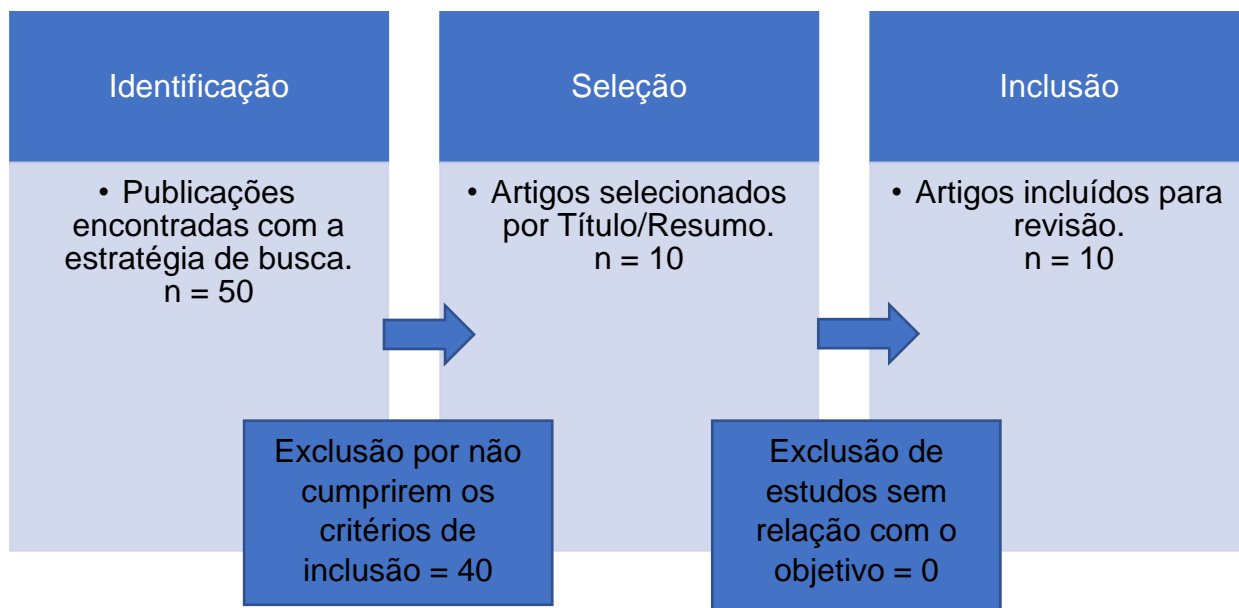 Identificação
• Publicações
encontradas com a
estratégia de busca.
n = 50
Exclusão por não
cumprirem os
critérios de
inclusão = 40
Seleção
• Artigos selecionados
por Título/Resumo.
n = 10
Exclusão de
estudos sem
relação com o
objetivo = 0
Inclusão
• Artigos incluídos para
revisão.
n = 10